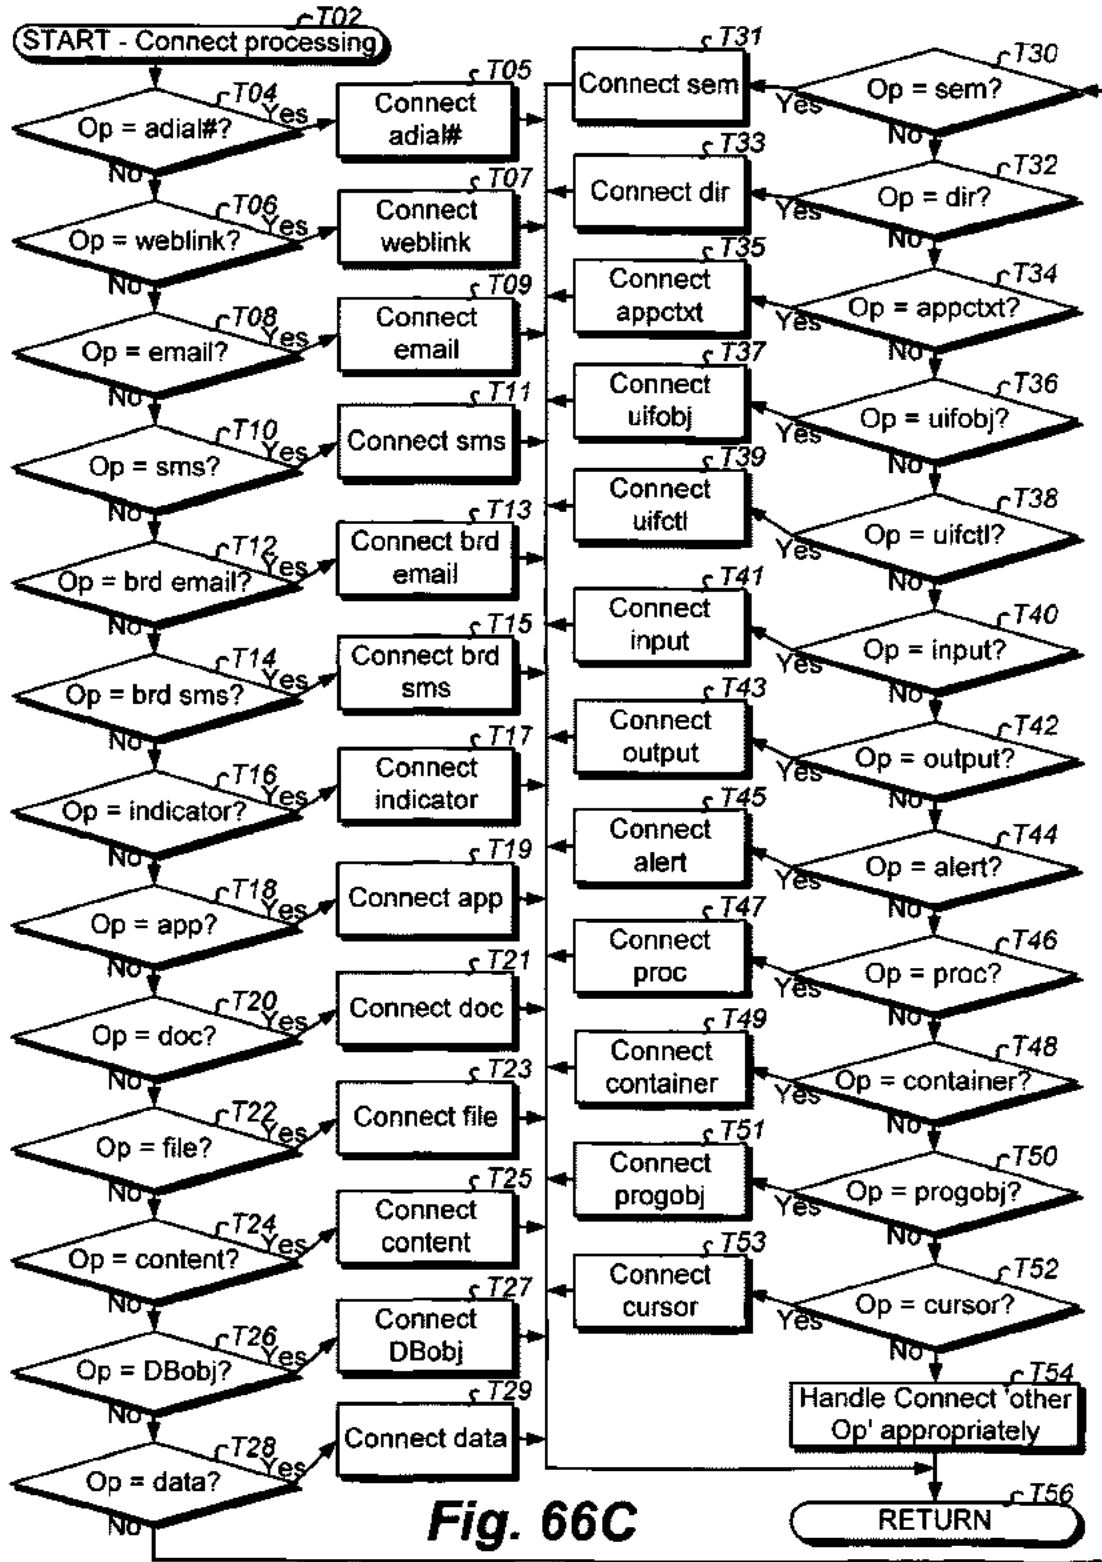 T02
START - Connect processing
T04
Op = adial#?
Yes
No
T05
Connect
adial#
T06
Op = weblink?
Yes
No
T07
Connect
weblink
T08
Op = email?
Yes
No
T09
Connect
email
T10
Op = sms?
Yes
No
T11
Connect sms
T12
Op = brd email?
Yes
No
T13
Connect brd
email
T14
Op = brd sms?
Yes
No
T15
Connect brd
sms
T16
Op = indicator?
Yes
No
T17
Connect
indicator
T18
Op = app?
Yes
No
T19
Connect app
T20
Op = doc?
Yes
No
T21
Connect doc
T22
Op = file?
Yes
No
T23
Connect file
T24
Op = content?
Yes
No
T25
Connect
content
T26
Op = DBobj?
Yes
No
T27
Connect
DBobj
T28
Op = data?
Yes
No
T29
Connect data
T30
Op = sem?
Yes
No
T31
Connect sem
T32
Op = dir?
Yes
No
T33
Connect dir
T34
Op = appctxt?
Yes
No
T35
Connect
appctxt
T36
Op = uifobj?
Yes
No
T37
Connect
uifobj
T38
Op = uifctl?
Yes
No
T39
Connect
uifctl
T40
Op = input?
Yes
No
T41
Connect
input
T42
Op = output?
Yes
No
T43
Connect
output
T44
Op = alert?
Yes
No
T45
Connect
alert
T46
Op = proc?
Yes
No
T47
Connect
proc
T48
Op = container?
Yes
No
T49
Connect
container
T50
Op = progobj?
Yes
No
T51
Connect
progobj
T52
Op = cursor?
Yes
No
T53
Connect
cursor
T54
Handle Connect 'other
Op' appropriately
T56
RETURN
Fig. 66C